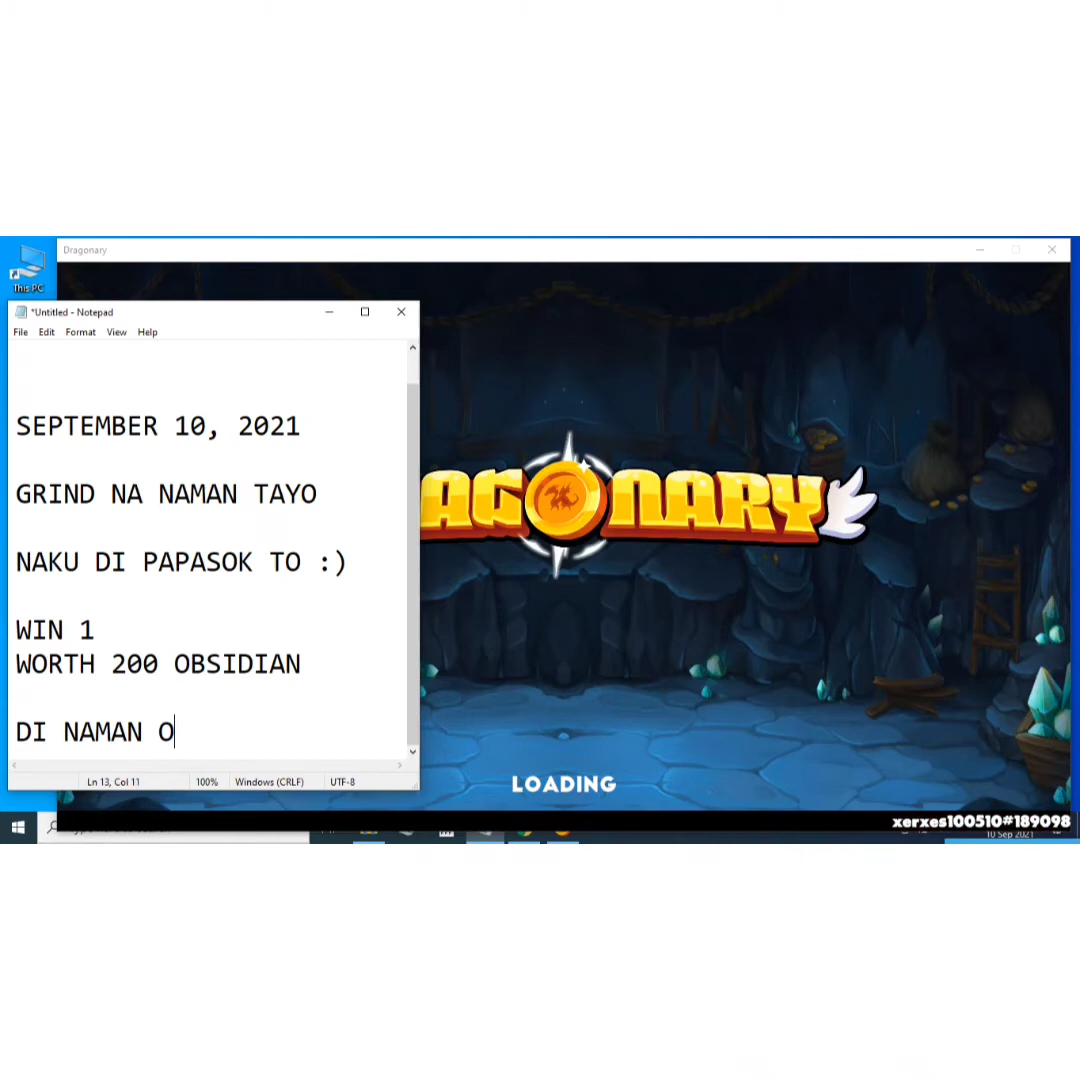 Dragonary
This PC
*Untitled - Notepad
File Edit Format View Help
SEPTEMBER 10, 2021
GRIND NA NAMAN TAYO
NAKU DI PAPASOK TO :)
WIN 1
WORTH 200 OBSIDIAN
DI NAMAN O
Ln 13, Col 11 100% Windows (CRLF) UTF-8
AGONARY
LOADING
xerxes100510#189098
10 Sep 2021